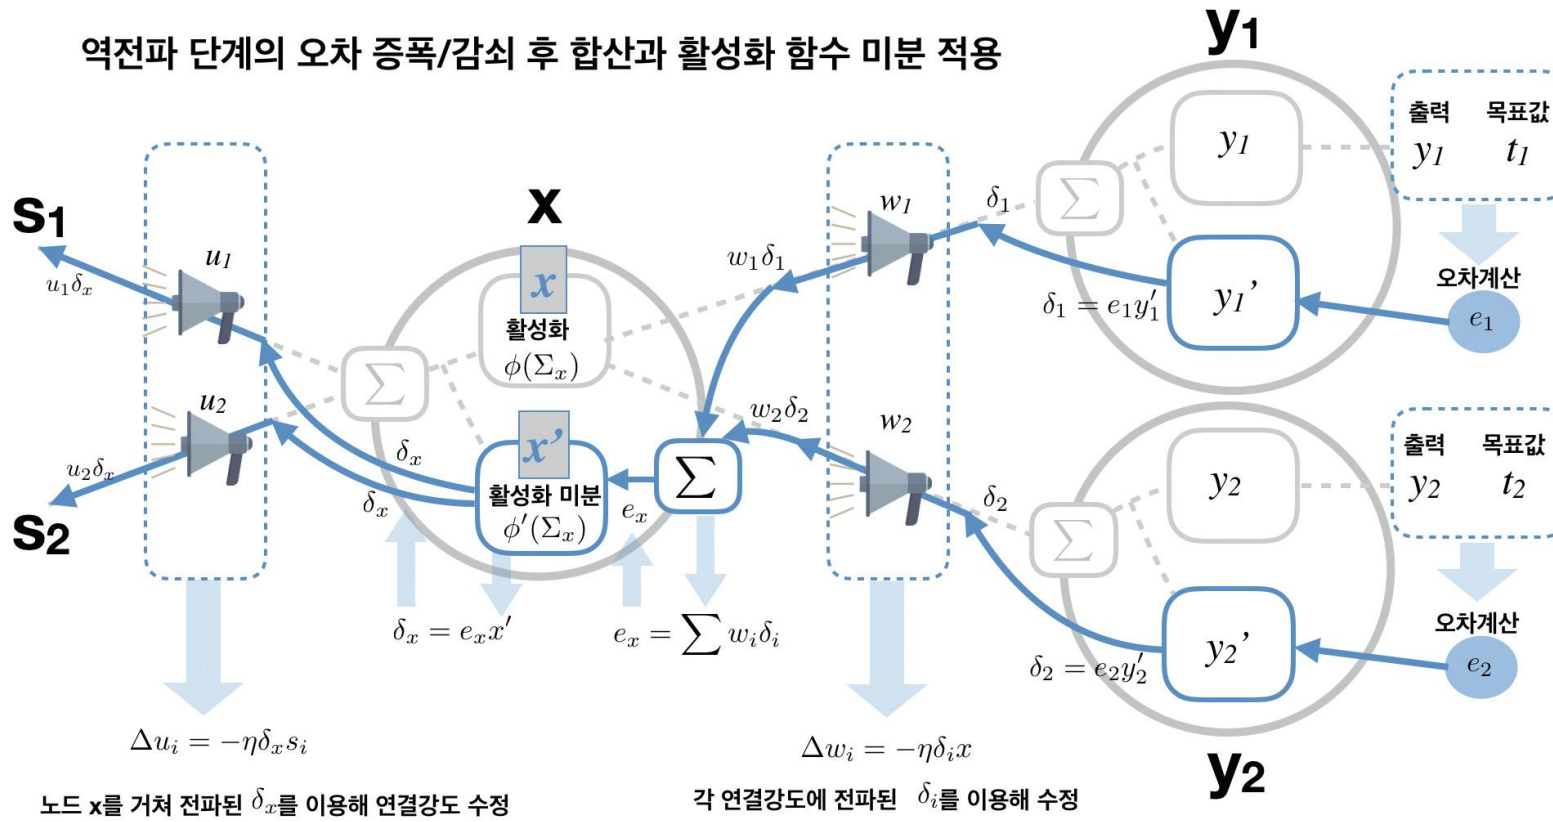 역전파 단계의 오차 증폭/감쇠 후 합산과 활성화 함수 미분 적용
y₁
출력 목표값
y₁ t₁
y₁
Σ
오차계산
e₁
y₁’
δ₁ = e₁y′₁
δ₁
w₁
w₁δ₁
x
x
활성화
ϕ(Σₓ)
Σ
s₁
u₁
u₁δₓ
u₂
u₂δₓ
s₂
δₓ
δₓ
x’
활성화 미분
ϕ′(Σₓ)
eₓ
Σ
w₂δ₂
w₂
δ₂
Σ
y₂
출력 목표값
y₂ t₂
오차계산
e₂
y₂’
δ₂ = e₂y′₂
y₂
δₓ = eₓx′
eₓ = ∑ wᵢδᵢ
Δuᵢ = −ηδₓsᵢ
Δwᵢ = −ηδᵢx
노드 x를 거쳐 전파된 δₓ를 이용해 연결강도 수정
각 연결강도에 전파된 δᵢ를 이용해 수정